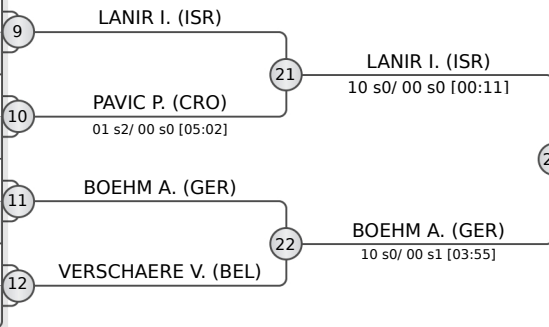 9
LANIR I. (ISR)
21
LANIR I. (ISR)
10 s0/ 00 s0 [00:11]
10
PAVIC P. (CRO)
01 s2/ 00 s0 [05:02]
11
BOEHM A. (GER)
22
BOEHM A. (GER)
10 s0/ 00 s1 [03:55]
12
VERSCHAERE V. (BEL)